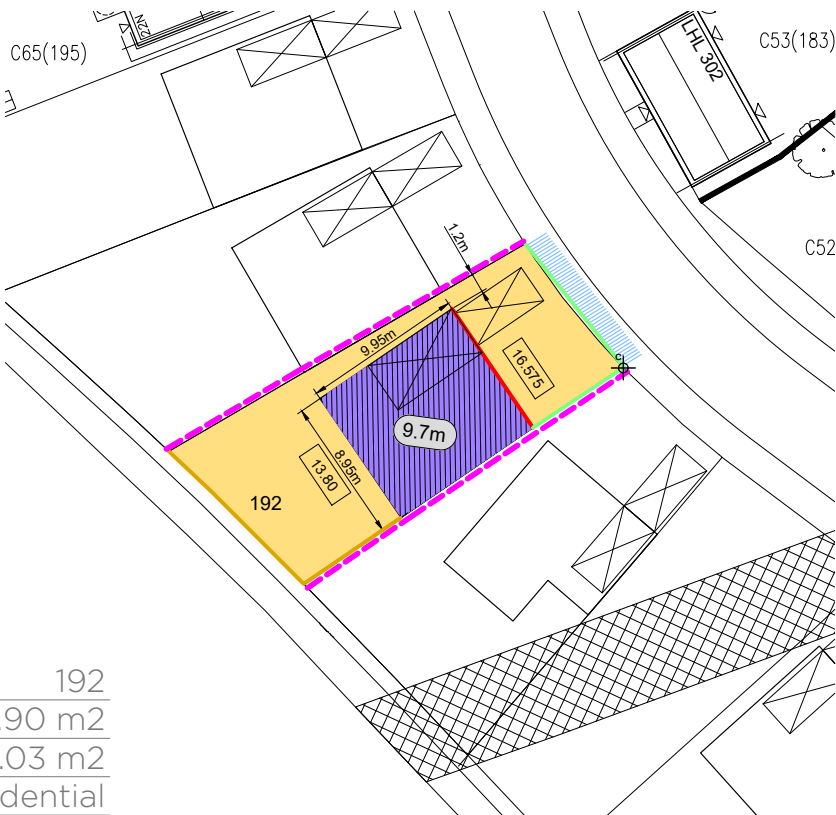 22N
C65(195)
LHL 302
C53(183)
C52
1.2m
9.95m
16.575
c
9.7m
8.95m
13.80
192
192
.90 m2
.03 m2
dential